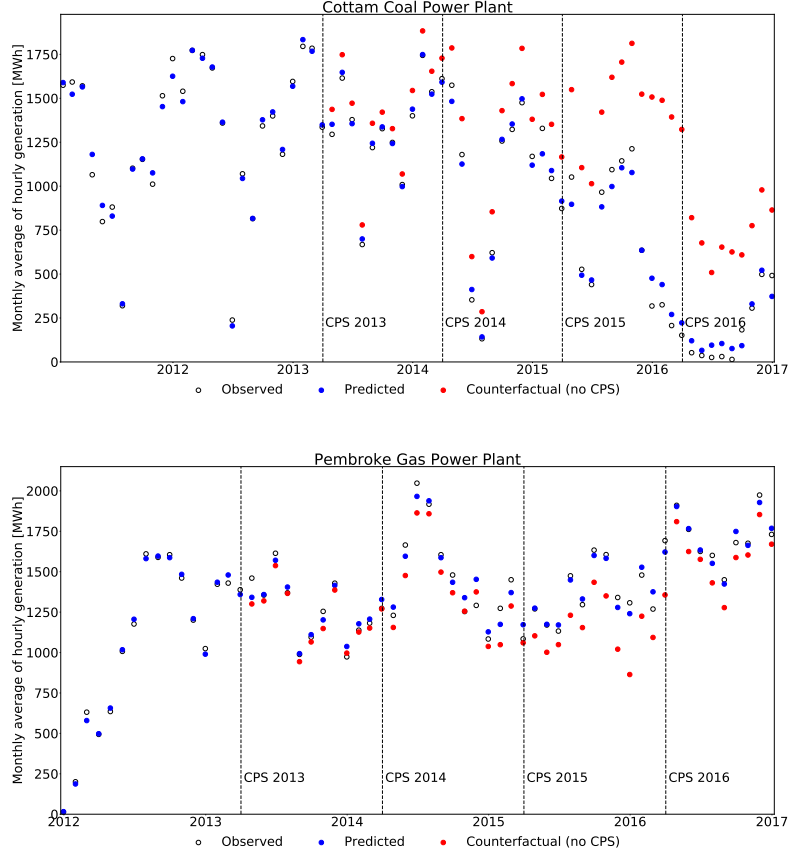 Cottam Coal Power Plant
Monthly average of hourly generation [MWh]
1750
1500
1250
1000
750
500
250
0
CPS 2013
CPS 2014
CPS 2015
CPS 2016
2012
2013
2014
2015
2016
2017
Observed
Predicted
Counterfactual (no CPS)
Pembroke Gas Power Plant
Monthly average of hourly generation [MWh]
2000
1750
1500
1250
1000
750
500
250
0
CPS 2013
CPS 2014
CPS 2015
CPS 2016
2012
2013
2014
2015
2016
2017
Observed
Predicted
Counterfactual (no CPS)